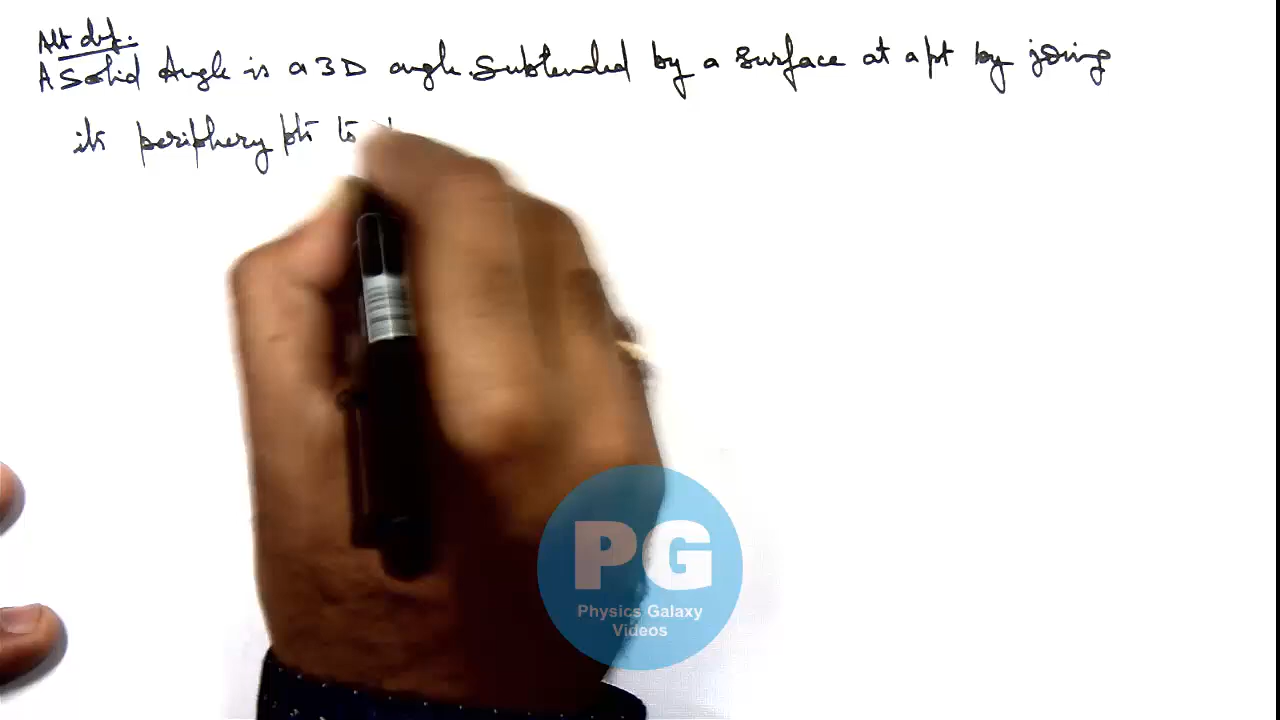 Alt def.
A Solid Angle is a 3D angle subtended by a surface at a pt by joing
its periphery pts to
PG
Physics Galaxy
Videos